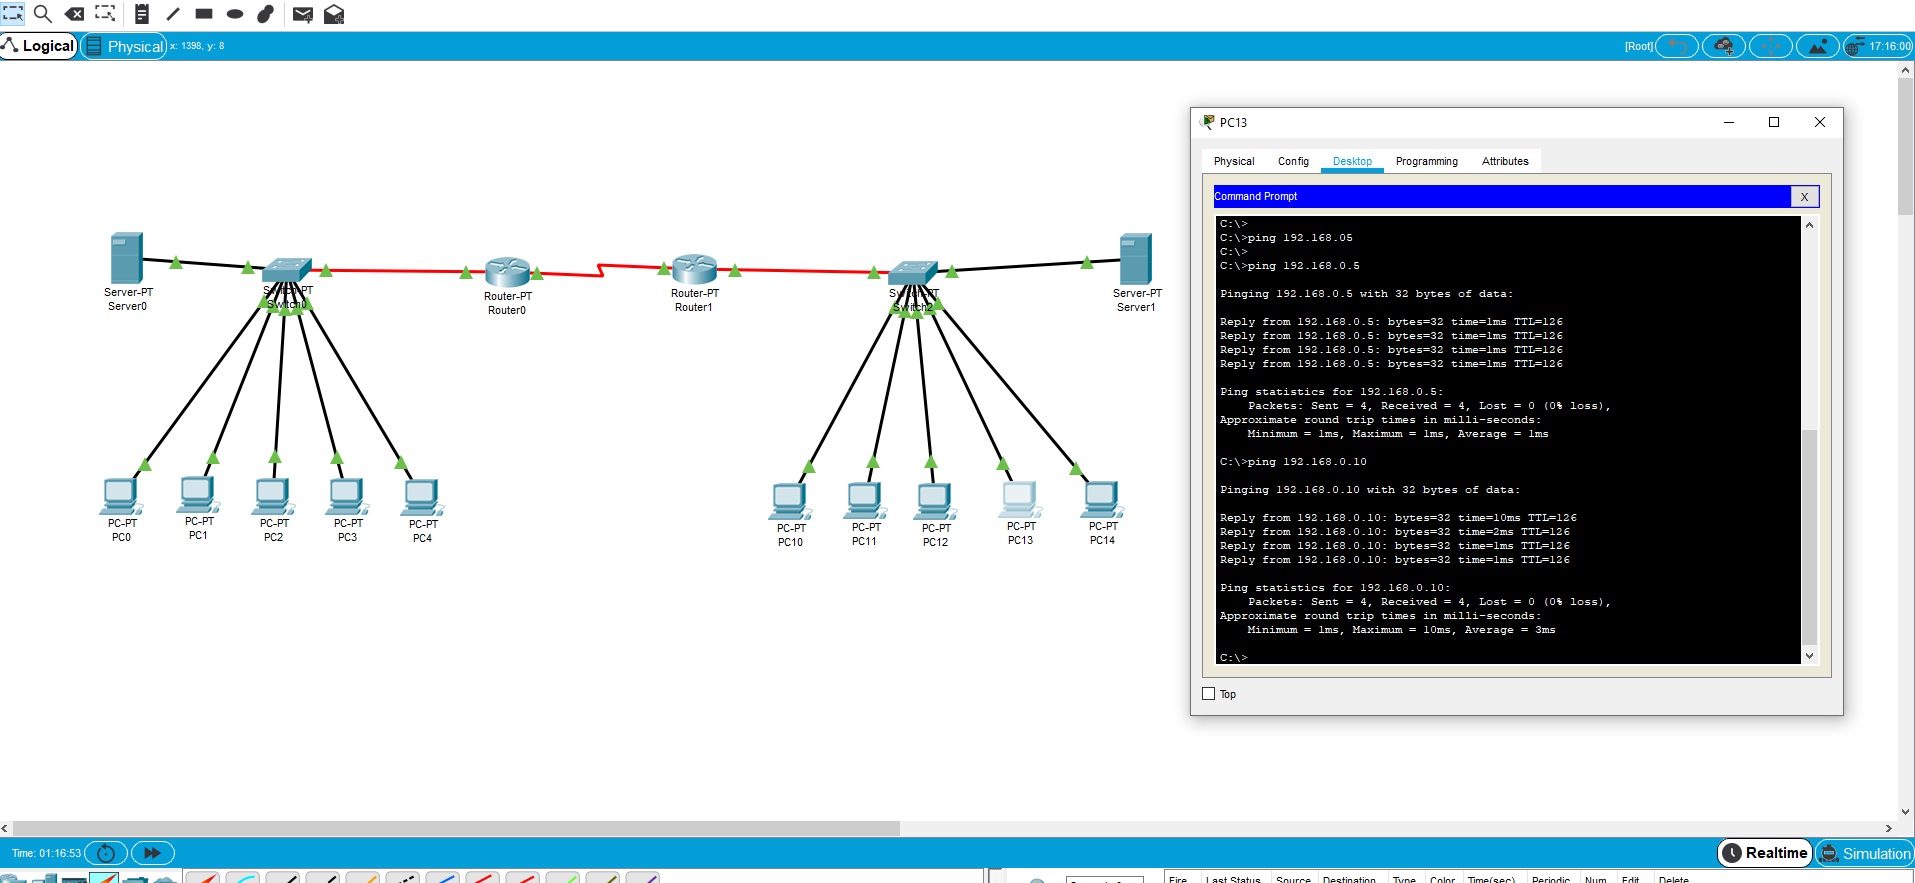 Logical
Physical
x: 1398, y: 8
[Root]
17:16:00
PC13
Physical
Config
Desktop
Programming
Attributes
Command Prompt
X
C:\>
C:\>ping 192.168.05
C:\>
C:\>ping 192.168.0.5
Pinging 192.168.0.5 with 32 bytes of data:
Reply from 192.168.0.5: bytes=32 time=1ms TTL=126
Reply from 192.168.0.5: bytes=32 time=1ms TTL=126
Reply from 192.168.0.5: bytes=32 time=1ms TTL=126
Reply from 192.168.0.5: bytes=32 time=1ms TTL=126
Ping statistics for 192.168.0.5:
Packets: Sent = 4, Received = 4, Lost = 0 (0% loss),
Approximate round trip times in milli-seconds:
Minimum = 1ms, Maximum = 1ms, Average = 1ms
C:\>ping 192.168.0.10
Pinging 192.168.0.10 with 32 bytes of data:
Reply from 192.168.0.10: bytes=32 time=10ms TTL=126
Reply from 192.168.0.10: bytes=32 time=2ms TTL=126
Reply from 192.168.0.10: bytes=32 time=1ms TTL=126
Reply from 192.168.0.10: bytes=32 time=1ms TTL=126
Ping statistics for 192.168.0.10:
Packets: Sent = 4, Received = 4, Lost = 0 (0% loss),
Approximate round trip times in milli-seconds:
Minimum = 1ms, Maximum = 10ms, Average = 3ms
C:\>
Top
Server-PT
Server0
Switch-PT
Switch0
Router-PT
Router0
Router-PT
Router1
Switch-PT
Switch2
Server-PT
Server1
PC-PT
PC0
PC-PT
PC1
PC-PT
PC2
PC-PT
PC3
PC-PT
PC4
PC-PT
PC10
PC-PT
PC11
PC-PT
PC12
PC-PT
PC13
PC-PT
PC14
Time: 01:16:53
Realtime
Simulation
Fire
Last Status
Source
Destination
Type
Color
Time(sec)
Periodic
Num
Edit
Delete